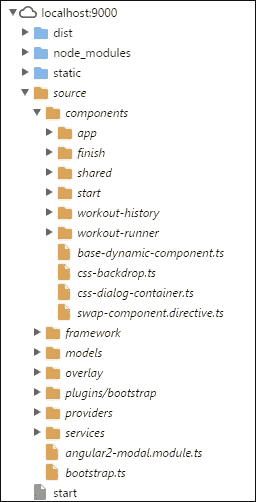 localhost:9000
dist
node_modules
static
source
components
app
finish
shared
start
workout-history
workout-runner
base-dynamic-component.ts
css-backdrop.ts
css-dialog-container.ts
swap-component.directive.ts
framework
models
overlay
plugins/bootstrap
providers
services
angular2-modal.module.ts
bootstrap.ts
start